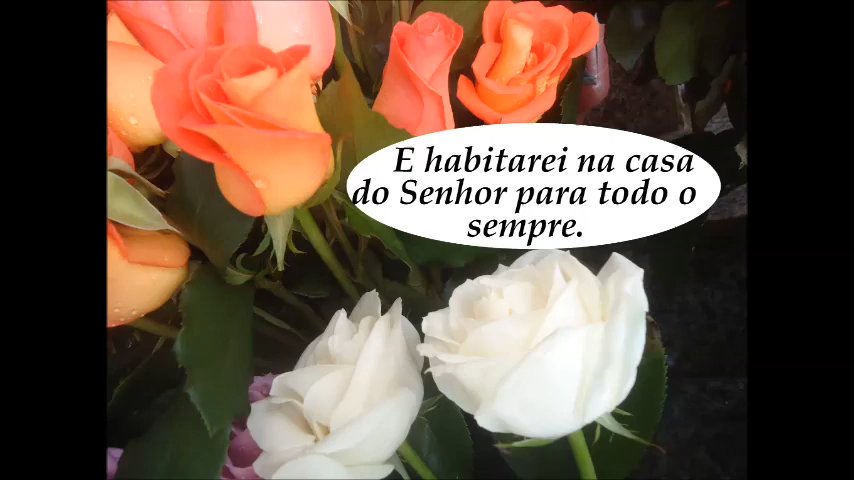 E habitarei na casa
do Senhor para todo o
sempre.